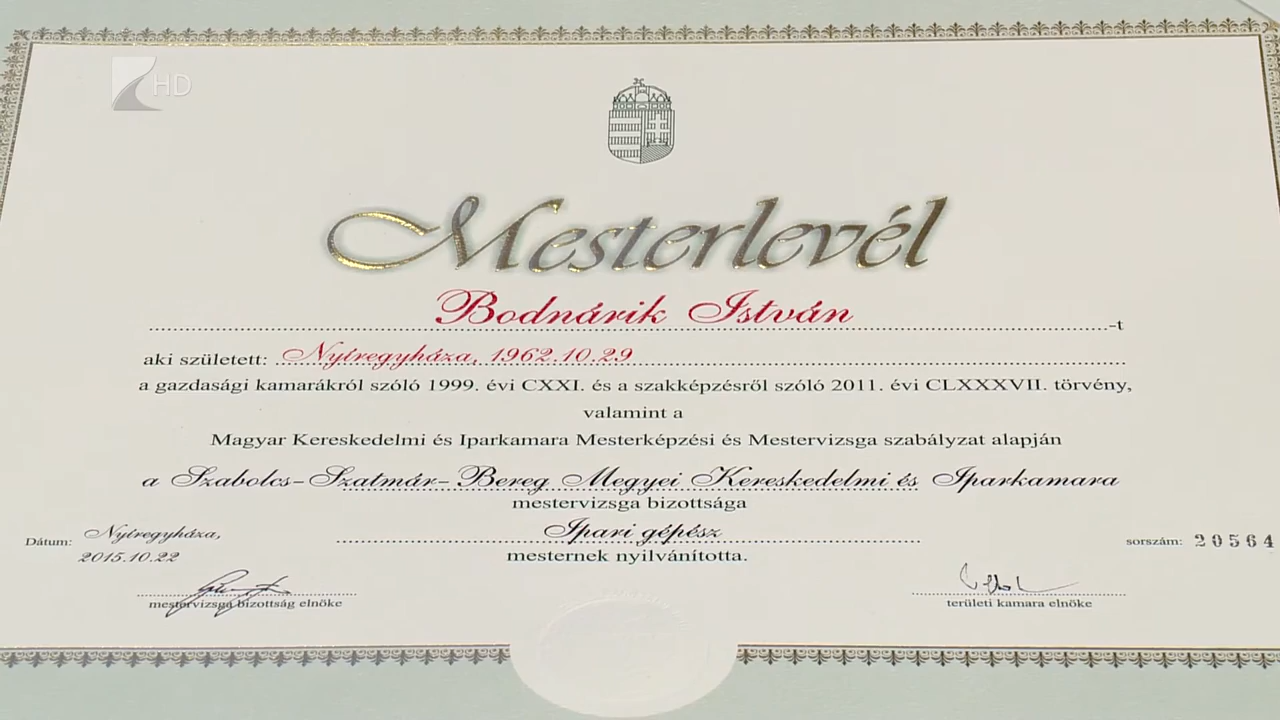 HD
Mesterlevél
Bodnárik István -t
aki született: Nyíregyháza, 1962.10.29
a gazdasági kamarákról szóló 1999. évi CXXI. és a szakképzésről szóló 2011. évi CLXXXVII. törvény,
valamint a
Magyar Kereskedelmi és Iparkamara Mesterképzési és Mestervizsga szabályzat alapján
a Szabolcs-Szatmár-Bereg Megyei Kereskedelmi és Iparkamara
mestervizsga bizottsága
Dátum: Nyíregyháza,
2015.10.22
Ipari gépész
mesternek nyilvánította.
sorszám: 20564
mestervizsga bizottság elnöke
területi kamara elnöke